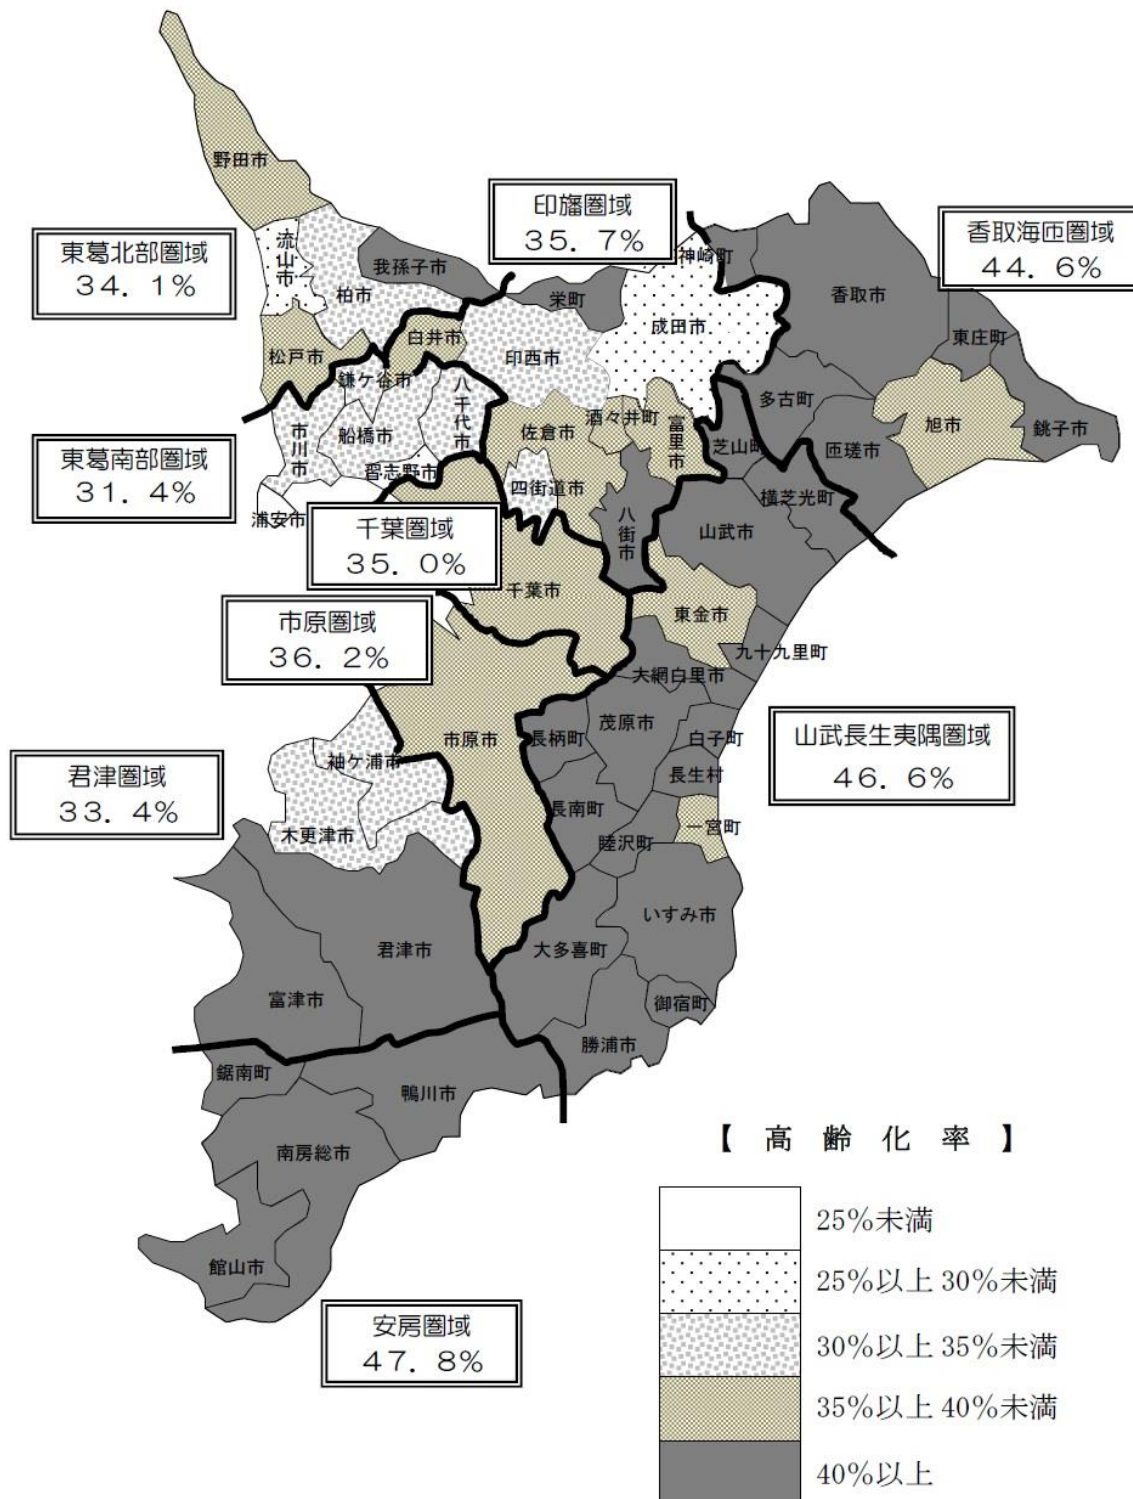 野田市
印旛圏域
35.7%
香取海匝圏域
44.6%
東葛北部圏域
34.1%
流山市
柏市
我孫子市
栄町
神崎町
成田市
香取市
東庄町
松戸市
白井市
印西市
鎌ケ谷市
八千代市
船橋市
市川市
習志野市
浦安市
佐倉市
酒々井町
富里市
四街道市
八街市
芝山町
多古町
匝瑳市
旭市
銚子市
横芝光町
山武市
東葛南部圏域
31.4%
千葉圏域
35.0%
千葉市
東金市
九十九里町
大網白里市
市原圏域
36.2%
市原市
長柄町
茂原市
白子町
長生村
長南町
睦沢町
一宮町
山武長生夷隅圏域
46.6%
君津圏域
33.4%
袖ケ浦市
木更津市
君津市
富津市
大多喜町
いすみ市
御宿町
勝浦市
鋸南町
鴨川市
南房総市
館山市
安房圏域
47.8%
【高齢化率】
25%未満
25%以上30%未満
30%以上35%未満
35%以上40%未満
40%以上